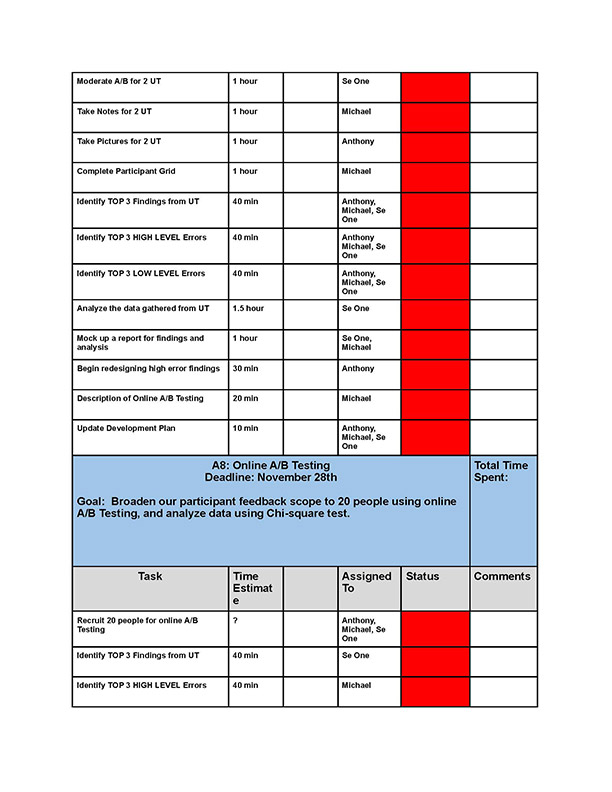 Moderate A/B for 2 UT 1 hour Se One
Take Notes for 2 UT 1 hour Michael
Take Pictures for 2 UT 1 hour Anthony
Complete Participant Grid 1 hour Michael
Identify TOP 3 Findings from UT 40 min Anthony,
Michael, Se
One
Identify TOP 3 HIGH LEVEL Errors 40 min Anthony
Michael, Se
One
Identify TOP 3 LOW LEVEL Errors 40 min Anthony,
Michael, Se
One
Analyze the data gathered from UT 1.5 hour Se One
Mock up a report for findings and 1 hour Se One,
analysis Michael
Begin redesigning high error findings 30 min Anthony
Description of Online A/B Testing 20 min Michael
Update Development Plan 10 min Anthony,
Michael, Se
One
A8: Online A/B Testing Total Time
Deadline: November 28th Spent:
Goal: Broaden our participant feedback scope to 20 people using online
A/B Testing, and analyze data using Chi-square test.
Task Time Assigned Status Comments
Estimat To
e
Recruit 20 people for online A/B ? Anthony,
Testing Michael, Se
One
Identify TOP 3 Findings from UT 40 min Se One
Identify TOP 3 HIGH LEVEL Errors 40 min Michael